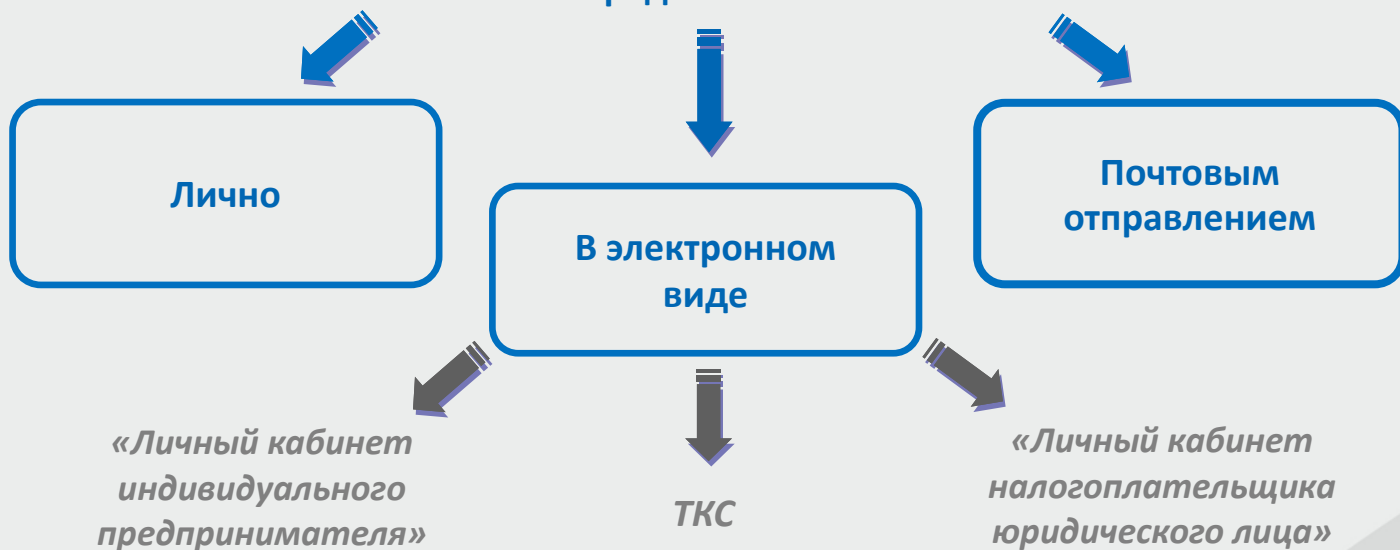 Лично
Почтовым
отправлением
В электронном
виде
«Личный кабинет
индивидуального
предпринимателя»
ТКС
«Личный кабинет
налогоплательщика
юридического лица»